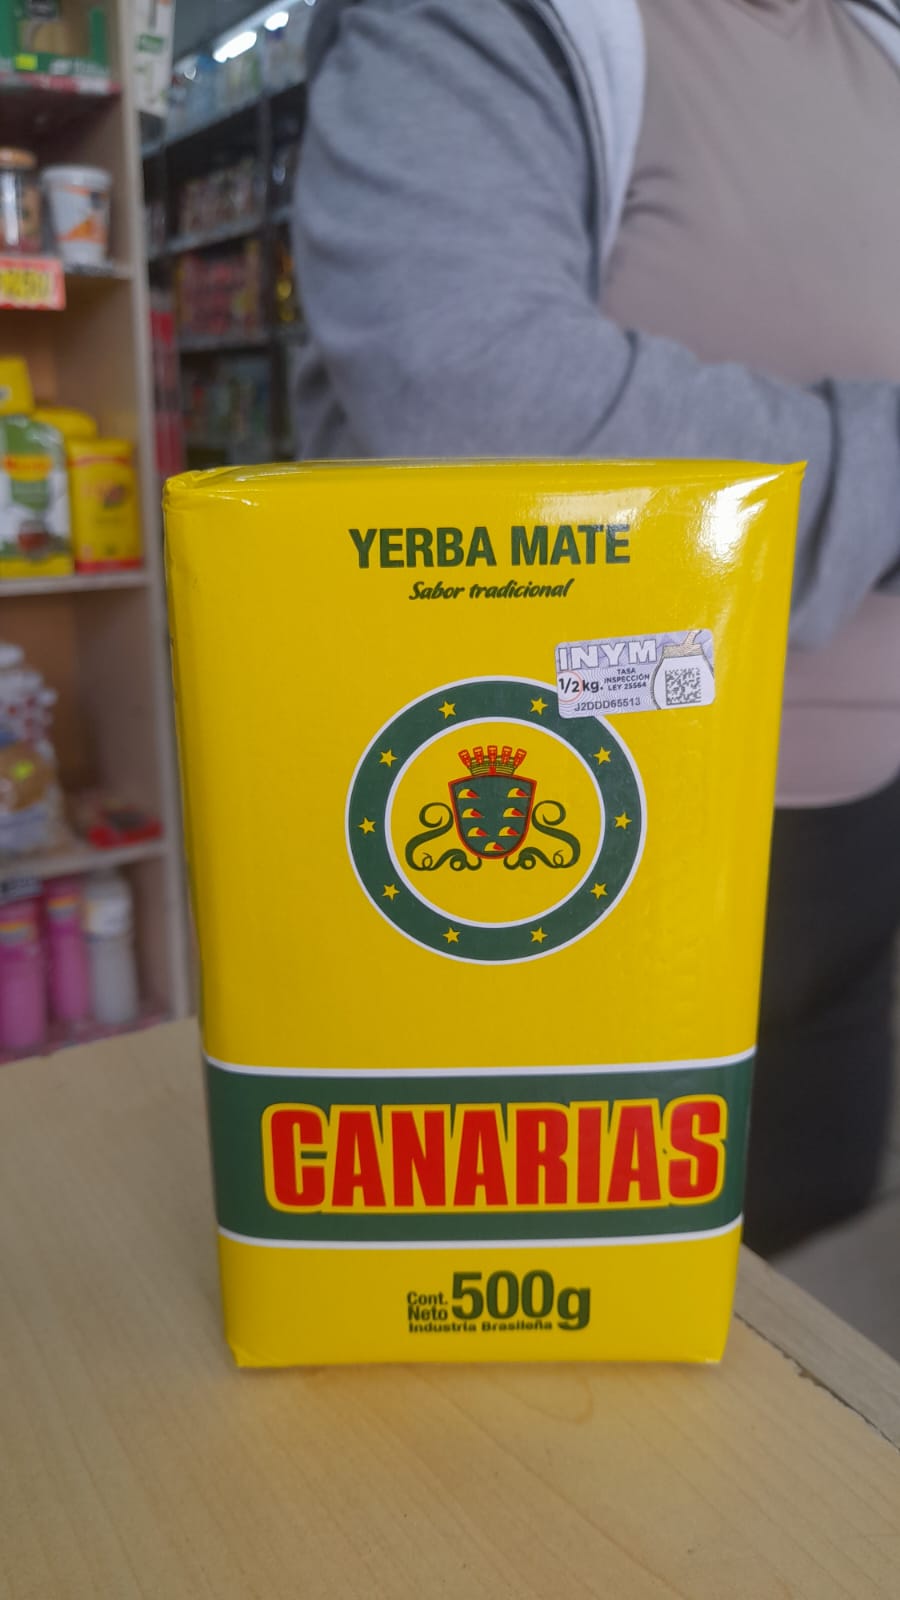 YERBA MATE
Sabor tradicional
INYM
1/2kg.
TASA
INSPECCIÓN
LEY 25564
J2DDD65513
CANARIAS
Cont.
Neto
500g
Industria Brasileña